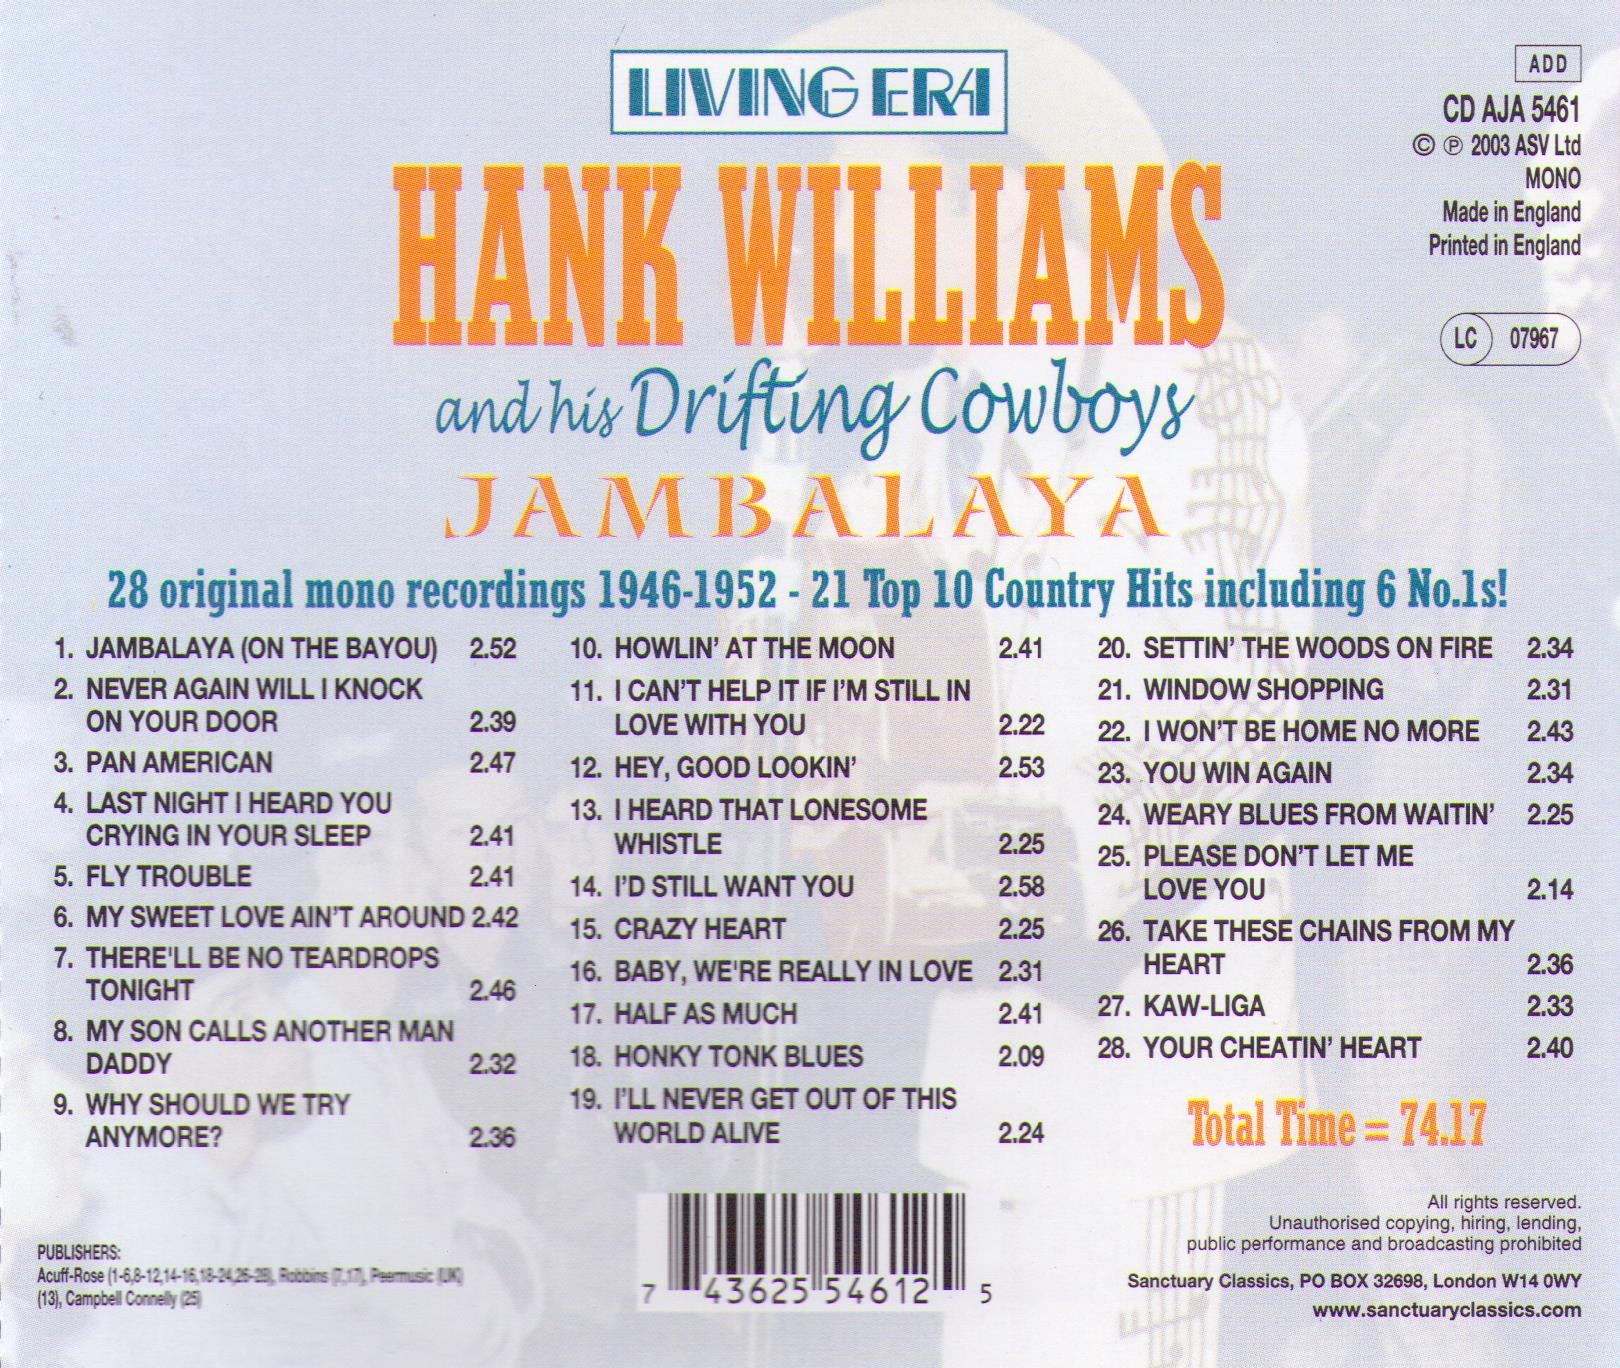 LIVING ERA
ADD
CD AJA 5461
© ℗ 2003 ASV Ltd
MONO
Made in England
Printed in England
LC 07967
HANK WILLIAMS
and his Drifting Cowboys
JAMBALAYA
28 original mono recordings 1946-1952 - 21 Top 10 Country Hits including 6 No.1s!
1. JAMBALAYA (ON THE BAYOU) 2.52
2. NEVER AGAIN WILL I KNOCK
ON YOUR DOOR 2.39
3. PAN AMERICAN 2.47
4. LAST NIGHT I HEARD YOU
CRYING IN YOUR SLEEP 2.41
5. FLY TROUBLE 2.41
6. MY SWEET LOVE AIN'T AROUND 2.42
7. THERE'LL BE NO TEARDROPS
TONIGHT 2.46
8. MY SON CALLS ANOTHER MAN
DADDY 2.32
9. WHY SHOULD WE TRY
ANYMORE? 2.36
10. HOWLIN' AT THE MOON 2.41
11. I CAN'T HELP IT IF I'M STILL IN
LOVE WITH YOU 2.22
12. HEY, GOOD LOOKIN' 2.53
13. I HEARD THAT LONESOME
WHISTLE 2.25
14. I'D STILL WANT YOU 2.58
15. CRAZY HEART 2.25
16. BABY, WE'RE REALLY IN LOVE 2.31
17. HALF AS MUCH 2.41
18. HONKY TONK BLUES 2.09
19. I'LL NEVER GET OUT OF THIS
WORLD ALIVE 2.24
20. SETTIN' THE WOODS ON FIRE 2.34
21. WINDOW SHOPPING 2.31
22. I WON'T BE HOME NO MORE 2.43
23. YOU WIN AGAIN 2.34
24. WEARY BLUES FROM WAITIN' 2.25
25. PLEASE DON'T LET ME
LOVE YOU 2.14
26. TAKE THESE CHAINS FROM MY
HEART 2.36
27. KAW-LIGA 2.33
28. YOUR CHEATIN' HEART 2.40
Total Time = 74.17
PUBLISHERS:
Acuff-Rose (1-6,8-12,14-16,18-24,26-28), Robbins (7,17), Peermusic (UK)
(13), Campbell Connelly (25)
7 43625 54612 5
All rights reserved.
Unauthorised copying, hiring, lending,
public performance and broadcasting prohibited
Sanctuary Classics, PO BOX 32698, London W14 0WY
www.sanctuaryclassics.com